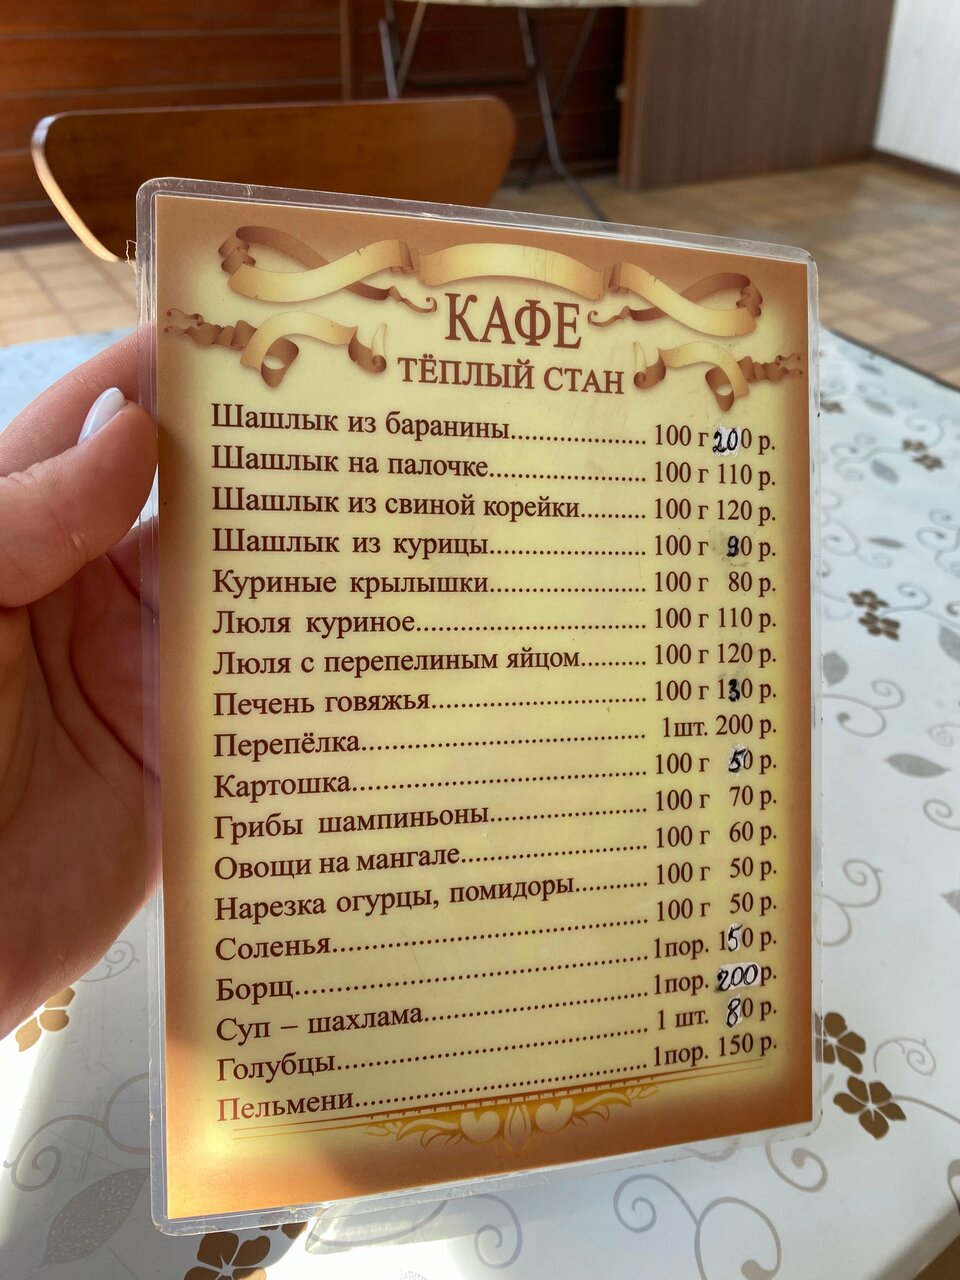 КАФЕ
ТЁПЛЫЙ СТАН
Шашлык из баранины.................... 100 г 200 р.
Шашлык на палочке....................... 100 г 110 р.
Шашлык из свиной корейки.......... 100 г 120 р.
Шашлык из курицы....................... 100 г 90 р.
Куриные крылышки....................... 100 г 80 р.
Люля куриное.................................. 100 г 110 р.
Люля с перепелиным яйцом.......... 100 г 120 р.
Печень говяжья................................ 100 г 130 р.
Перепёлка.......................................... 1шт. 200 р.
Картошка........................................... 100 г 50 р.
Грибы шампиньоны....................... 100 г 70 р.
Овощи на мангале........................... 100 г 60 р.
Нарезка огурцы, помидоры........... 100 г 50 р.
Соленья.............................................. 100 г 50 р.
Борщ................................................... 1пор. 150 р.
Суп – шахлама................................. 1пор. 200 р.
Голубцы............................................. 1 шт. 80 р.
Пельмени.......................................... 1пор. 150 р.